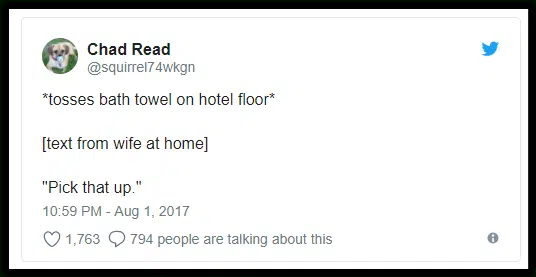 Chad Read
@squirrel74wkgn
*tosses bath towel on hotel floor*
[text from wife at home]
"Pick that up."
10:59 PM - Aug 1, 2017
1,763 794 people are talking about this